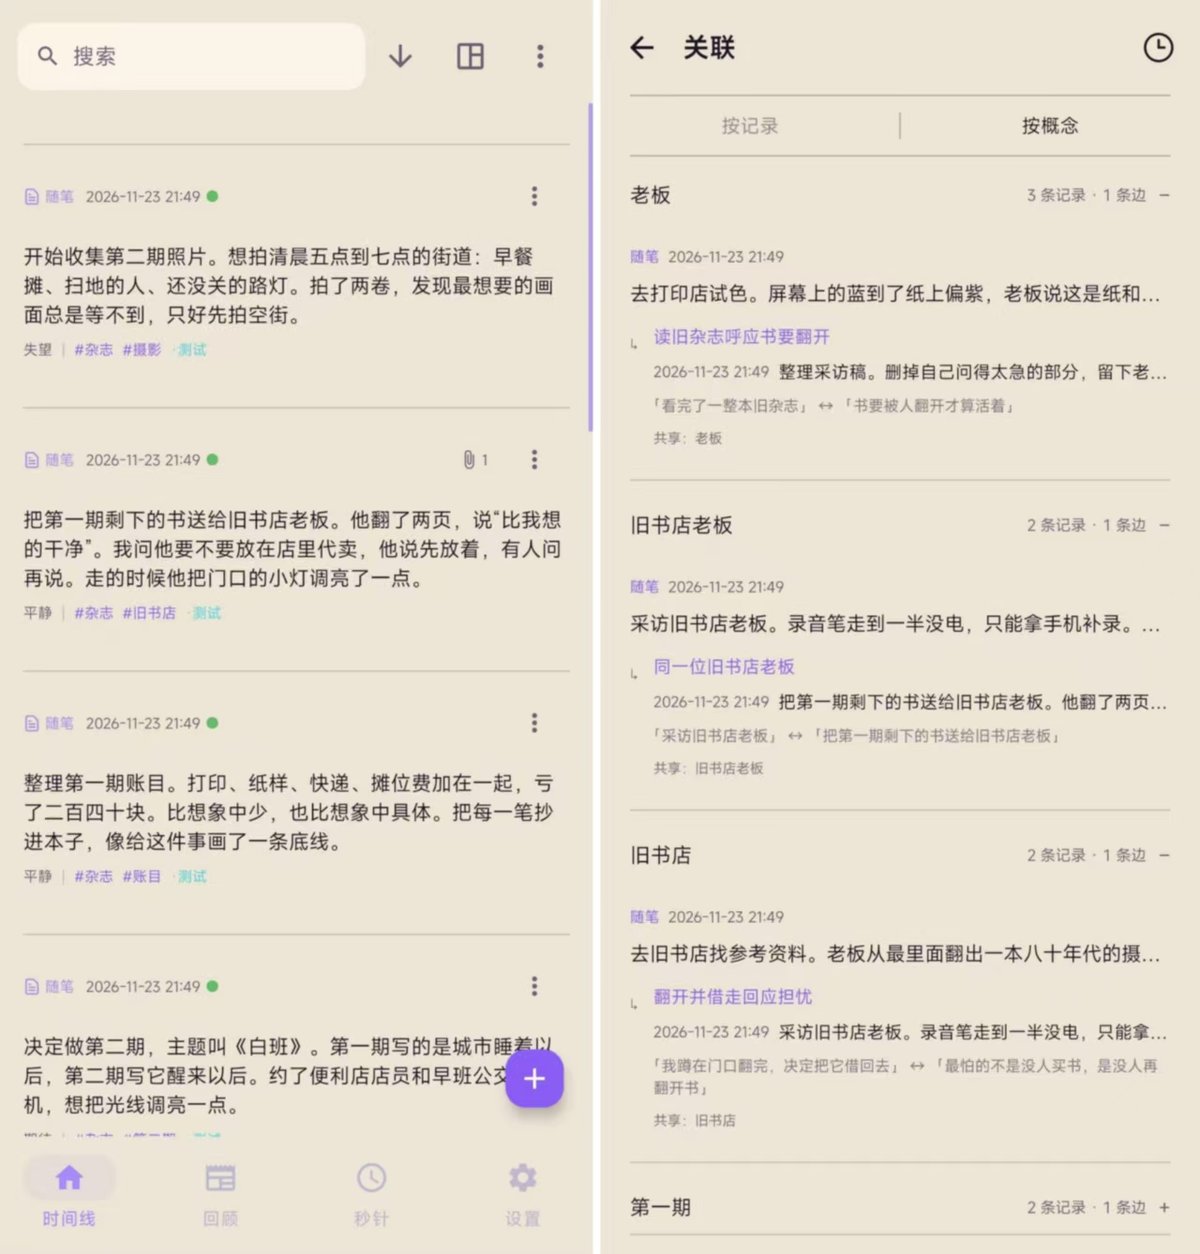 搜索
随笔 2026-11-23 21:49
开始收集第二期照片。想拍清晨五点到七点的街道：早餐
摊、扫地的人、还没关的路灯。拍了两卷，发现最想要的画
面总是等不到，只好先拍空街。
失望 | #杂志 #摄影 ·测试
随笔 2026-11-23 21:49 1
把第一期剩下的书送给旧书店老板。他翻了两页，说“比我想
的干净”。我问他要不要放在店里代卖，他说先放着，有人问
再说。走的时候他把门口的小灯调亮了一点。
平静 | #杂志 #旧书店 ·测试
随笔 2026-11-23 21:49
整理第一期账目。打印、纸样、快递、摊位费加在一起，亏
了二百四十块。比想象中少，也比想象中具体。把每一笔抄
进本子，像给这件事画了一条底线。
平静 | #杂志 #账目 ·测试
随笔 2026-11-23 21:49
决定做第二期，主题叫《白班》。第一期写的是城市睡着以
后，第二期写它醒来以后。约了便利店店员和早班公交
机，想把光线调亮一点。
时间线
回顾
秒针
设置
关联
按记录 | 按概念
老板 3 条记录 · 1 条边 −
随笔 2026-11-23 21:49
去打印店试色。屏幕上的蓝到了纸上偏紫，老板说这是纸和...
读旧杂志呼应书要翻开
2026-11-23 21:49 整理采访稿。删掉自己问得太急的部分，留下老...
「看完了一整本旧杂志」 ↔ 「书要被人翻开才算活着」
共享：老板
旧书店老板 2 条记录 · 1 条边 −
随笔 2026-11-23 21:49
采访旧书店老板。录音笔走到一半没电，只能拿手机补录。...
同一位旧书店老板
2026-11-23 21:49 把第一期剩下的书送给旧书店老板。他翻了两页...
「采访旧书店老板」 ↔ 「把第一期剩下的书送给旧书店老板」
共享：旧书店老板
旧书店 2 条记录 · 1 条边 −
随笔 2026-11-23 21:49
去旧书店找参考资料。老板从最里面翻出一本八十年代的摄...
翻开并借走回应担忧
2026-11-23 21:49 采访旧书店老板。录音笔走到一半没电，只能拿...
「我蹲在门口翻完，决定把它借回去」 ↔ 「最怕的不是没人买书，是没人再
翻开书」
共享：旧书店
第一期 2 条记录 · 1 条边 +